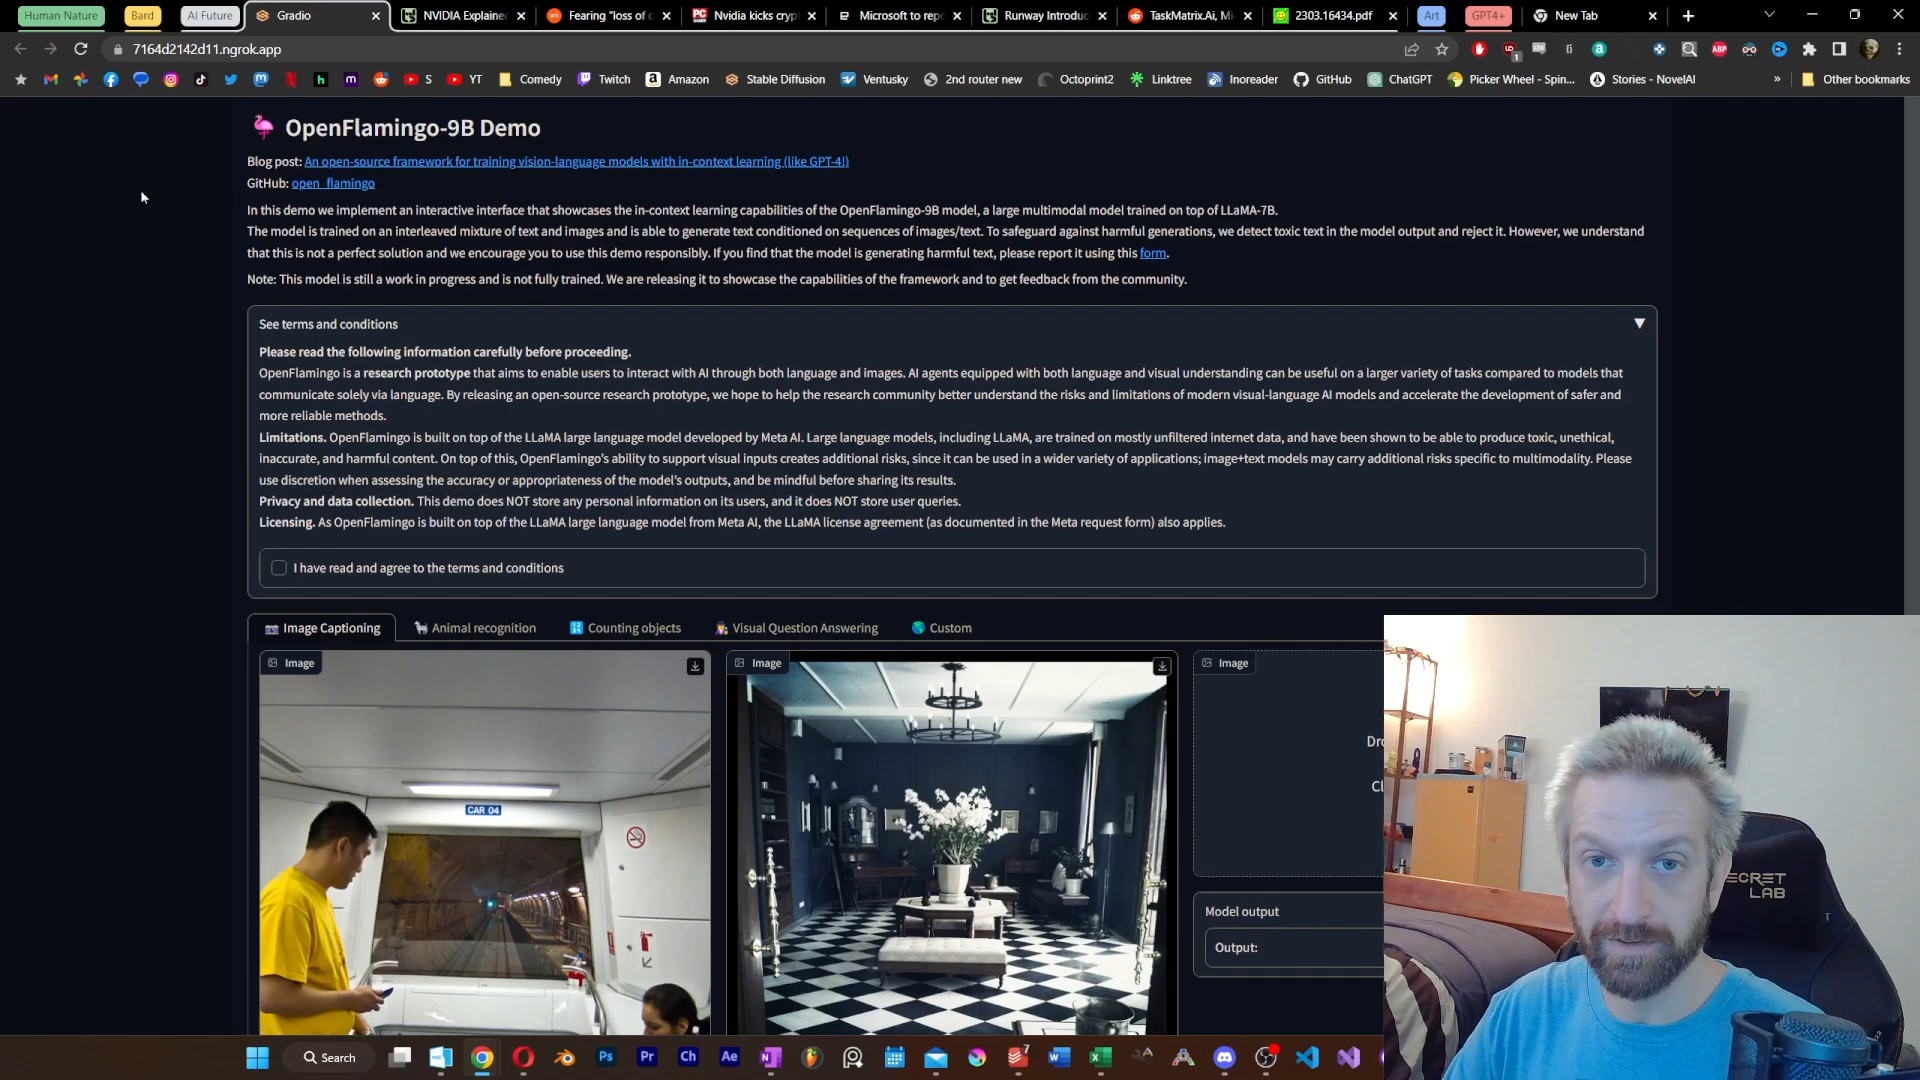 Human Nature
Bard
AI Future
Gradio
NVIDIA Explaine
Fearing "loss of c
Nvidia kicks cryp
Microsoft to repo
Runway Introduc
TaskMatrix.Ai, Mi
2303.16434.pdf
Art
GPT4+
New Tab
7164d2142d11.ngrok.app
S
YT
Comedy
Twitch
Amazon
Stable Diffusion
Ventusky
2nd router new
Octoprint2
Linktree
Inoreader
GitHub
ChatGPT
Picker Wheel - Spin...
Stories - NovelAI
Other bookmarks
OpenFlamingo-9B Demo
Blog post: An open-source framework for training vision-language models with in-context learning (like GPT-4!)
GitHub: open_flamingo
In this demo we implement an interactive interface that showcases the in-context learning capabilities of the OpenFlamingo-9B model, a large multimodal model trained on top of LLaMA-7B.
The model is trained on an interleaved mixture of text and images and is able to generate text conditioned on sequences of images/text. To safeguard against harmful generations, we detect toxic text in the model output and reject it. However, we understand
that this is not a perfect solution and we encourage you to use this demo responsibly. If you find that the model is generating harmful text, please report it using this form.
Note: This model is still a work in progress and is not fully trained. We are releasing it to showcase the capabilities of the framework and to get feedback from the community.
See terms and conditions
Please read the following information carefully before proceeding.
OpenFlamingo is a research prototype that aims to enable users to interact with AI through both language and images. AI agents equipped with both language and visual understanding can be useful on a larger variety of tasks compared to models that
communicate solely via language. By releasing an open-source research prototype, we hope to help the research community better understand the risks and limitations of modern visual-language AI models and accelerate the development of safer and
more reliable methods.
Limitations. OpenFlamingo is built on top of the LLaMA large language model developed by Meta AI. Large language models, including LLaMA, are trained on mostly unfiltered internet data, and have been shown to be able to produce toxic, unethical,
inaccurate, and harmful content. On top of this, OpenFlamingo's ability to support visual inputs creates additional risks, since it can be used in a wider variety of applications; image+text models may carry additional risks specific to multimodality. Please
use discretion when assessing the accuracy or appropriateness of the model's outputs, and be mindful before sharing its results.
Privacy and data collection. This demo does NOT store any personal information on its users, and it does NOT store user queries.
Licensing. As OpenFlamingo is built on top of the LLaMA large language model from Meta AI, the LLaMA license agreement (as documented in the Meta request form) also applies.
I have read and agree to the terms and conditions
Image Captioning
Animal recognition
Counting objects
Visual Question Answering
Custom
Image
Image
Image
Dro
Cl
CAR 04
Model output
Output:
SECRET
LAB
Search
Ps
Pr
Ch
Ae
7